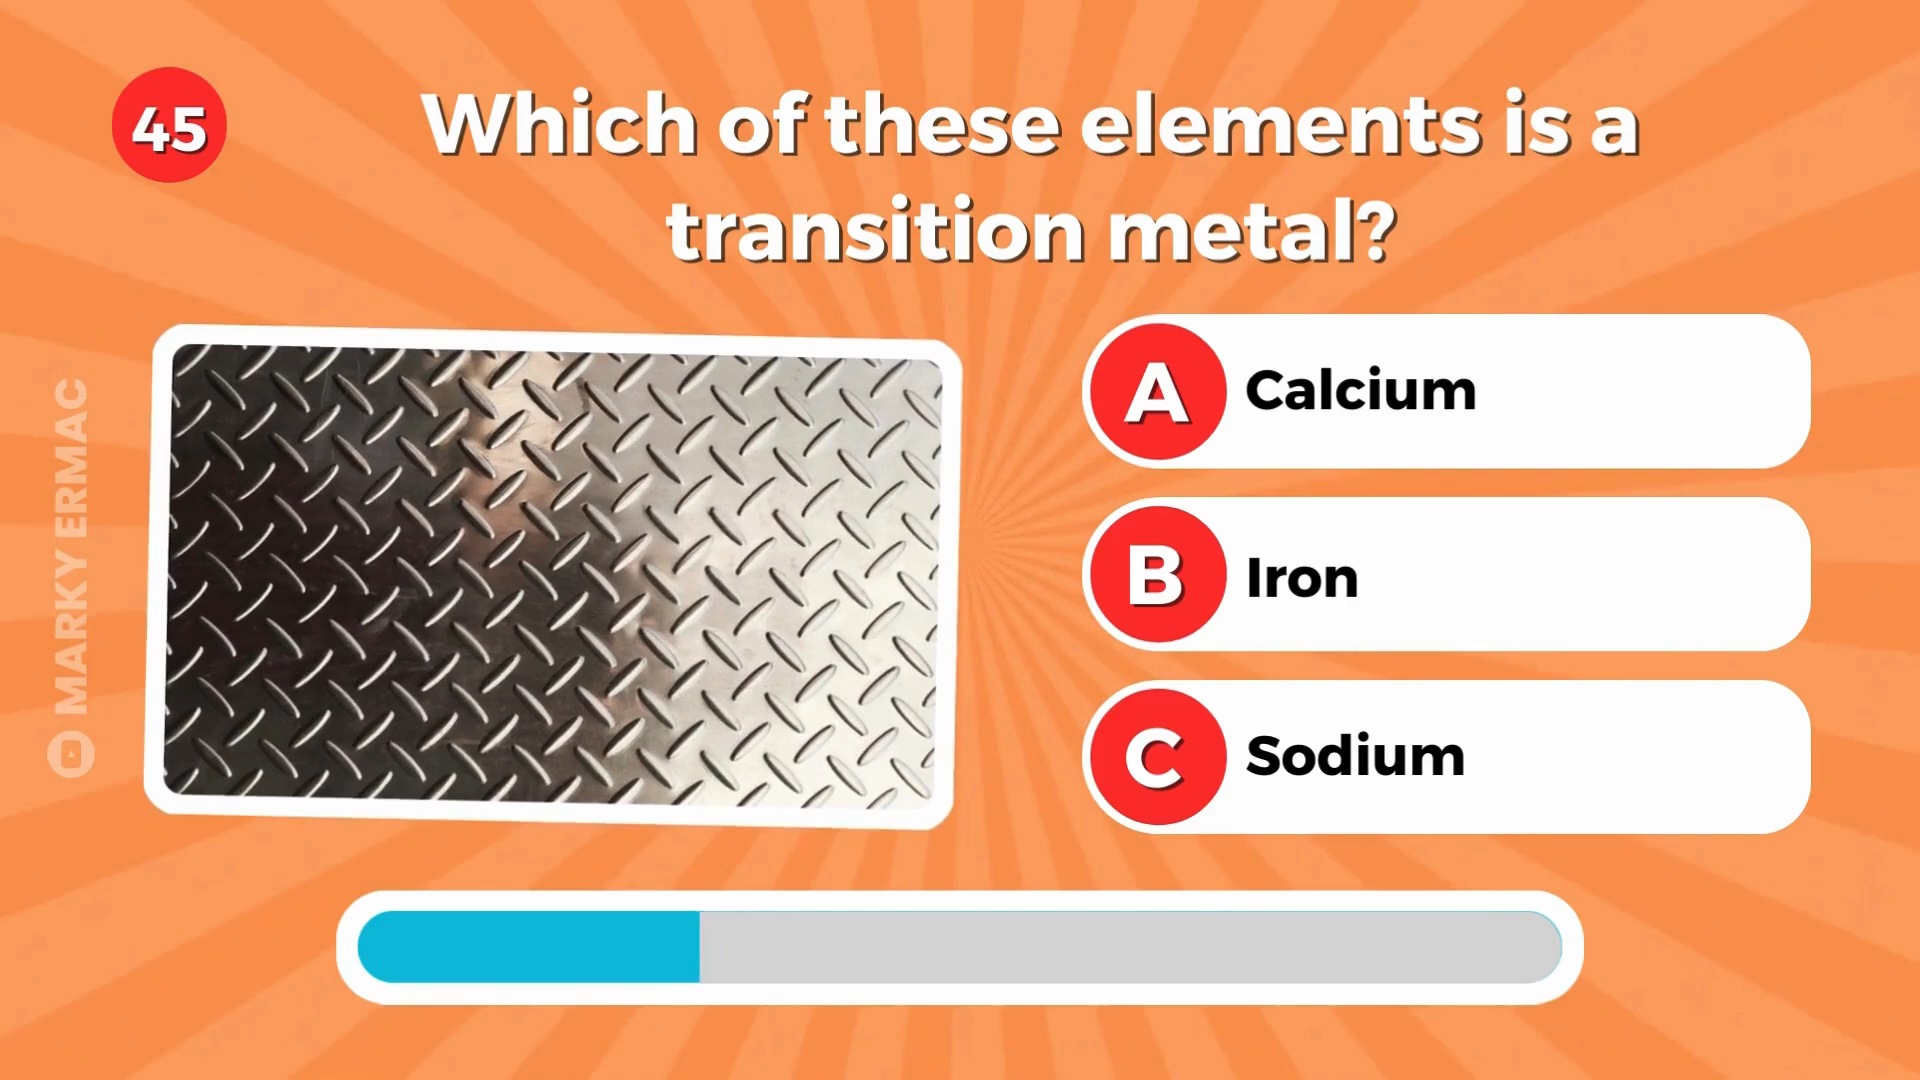 45
Which of these elements is a
transition metal?
A Calcium
B Iron
C Sodium
MARKY ERMAC